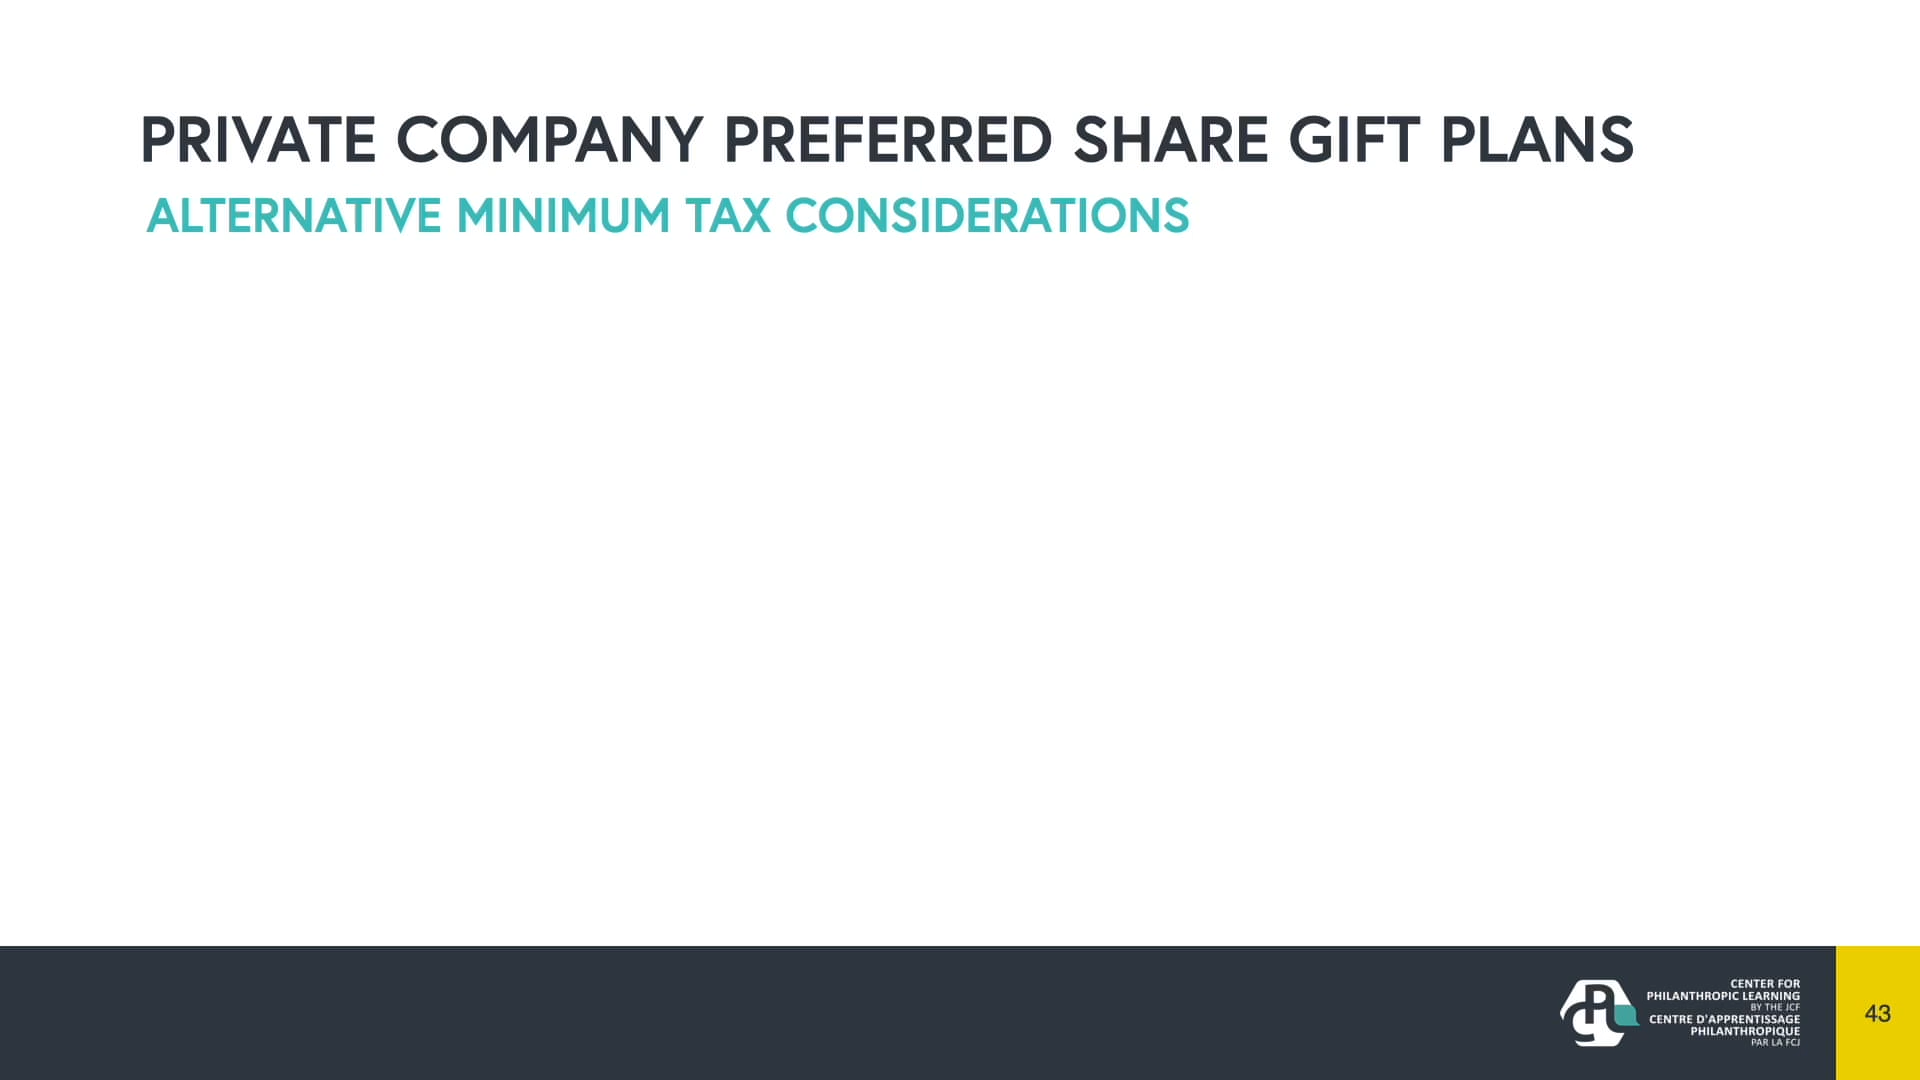 PRIVATE COMPANY PREFERRED SHARE GIFT PLANS
ALTERNATIVE MINIMUM TAX CONSIDERATIONS
CENTER FOR
PHILANTHROPIC LEARNING
BY THE JCF
CENTRE D'APPRENTISSAGE
PHILANTHROPIQUE
PAR LA FCJ
43